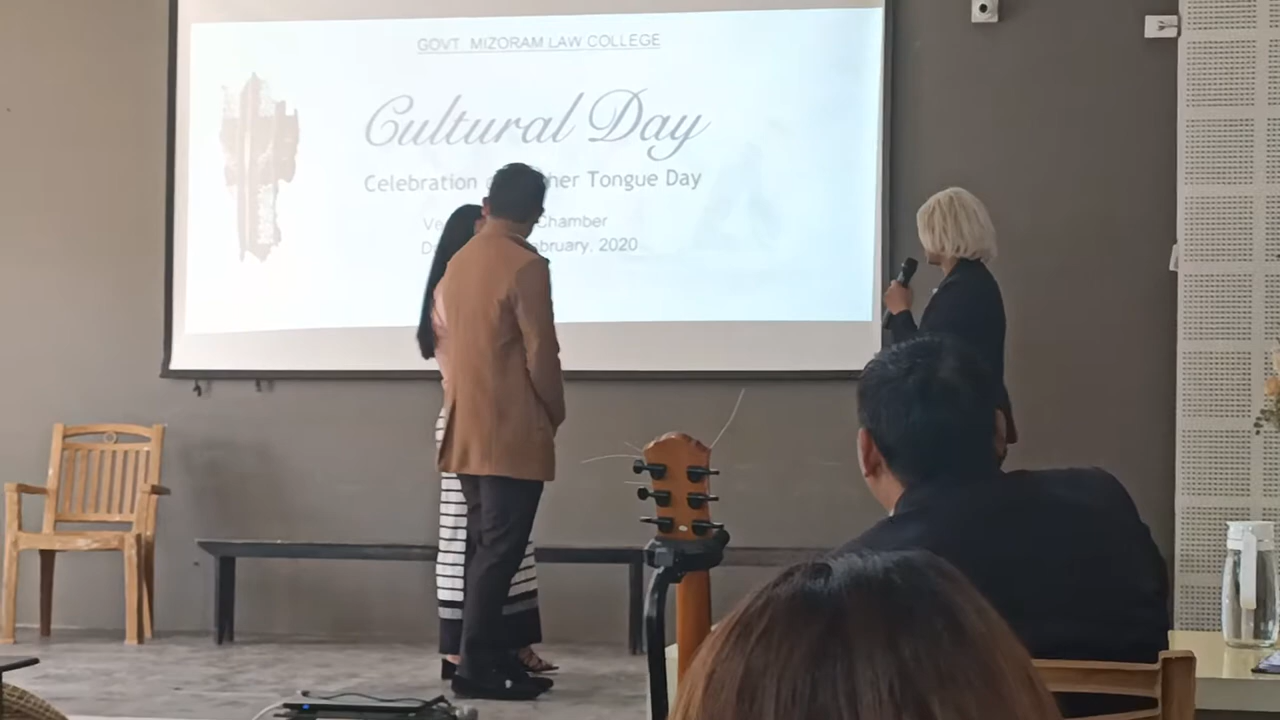 GOVT MIZORAM LAW COLLEGE
Cultural Day
Celebration her Tongue Day
Chamber
ebruary, 2020